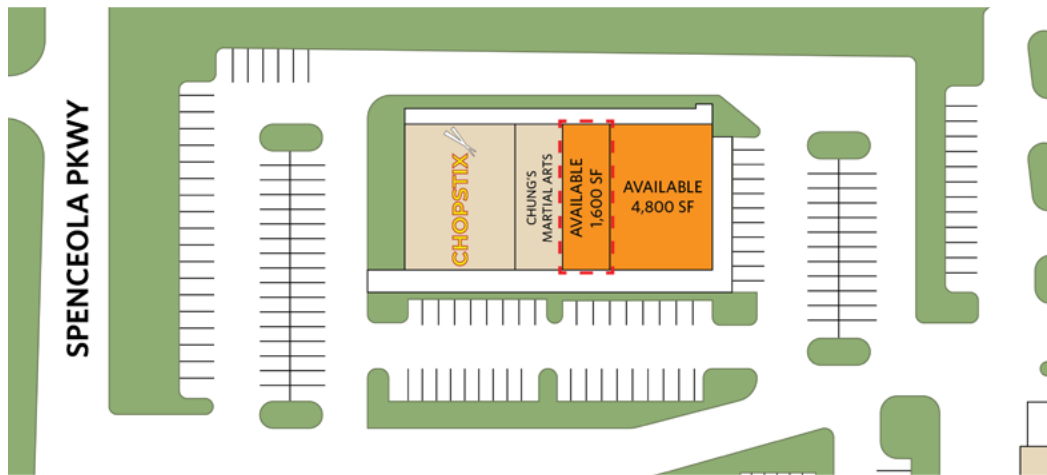 SPENCEOLA PKWY
CHOPSTIX
CHUNG'S
MARTIAL ARTS
AVAILABLE
1,600 SF
AVAILABLE
4,800 SF